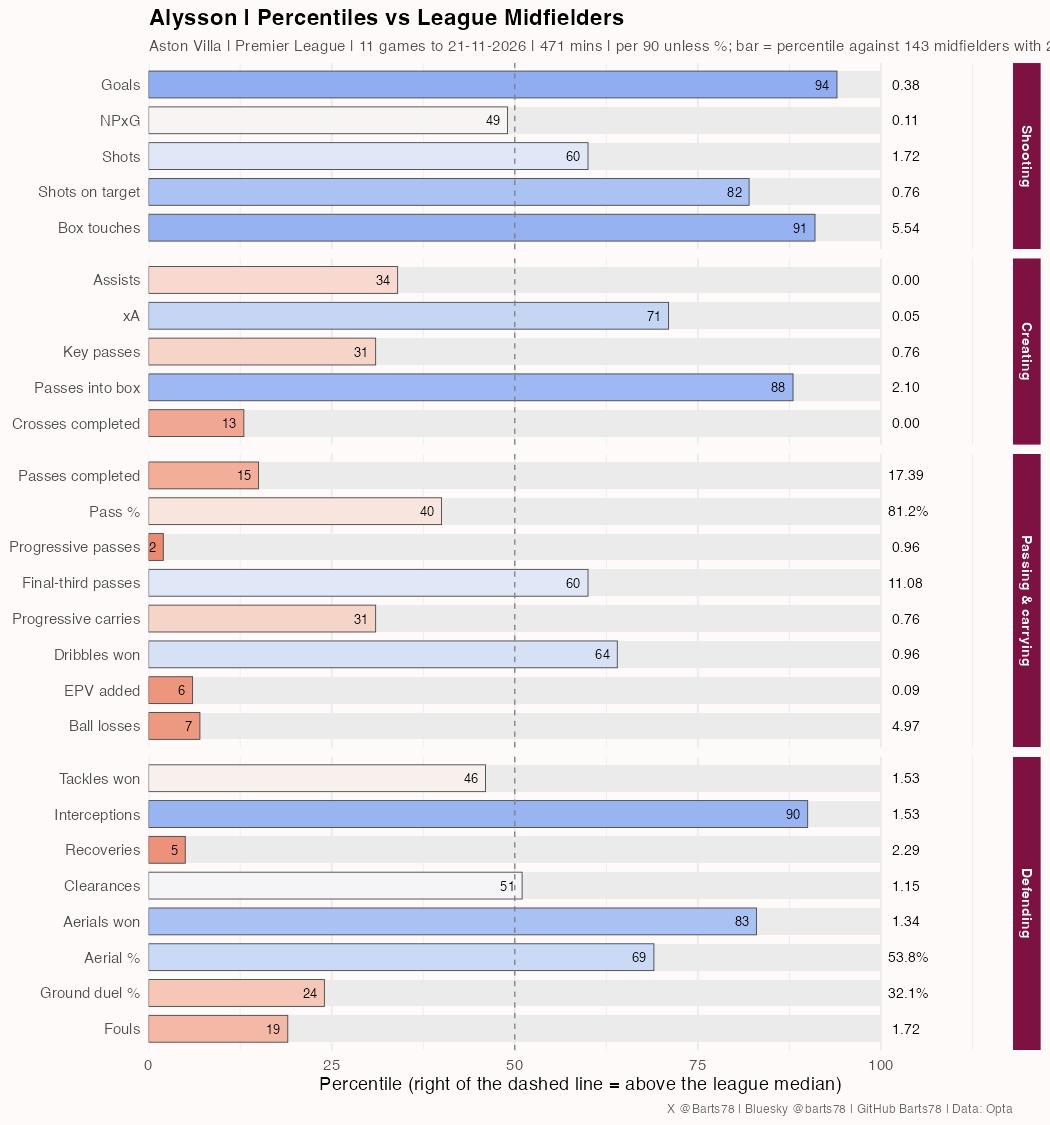 Alysson | Percentiles vs League Midfielders
Aston Villa | Premier League | 11 games to 21-11-2026 | 471 mins | per 90 unless %; bar = percentile against 143 midfielders with
Goals 94 0.38
NPxG 49 0.11
Shots 60 1.72
Shots on target 82 0.76
Box touches 91 5.54
Shooting
Assists 34 0.00
xA 71 0.05
Key passes 31 0.76
Passes into box 88 2.10
Crosses completed 13 0.00
Creating
Passes completed 15 17.39
Pass % 40 81.2%
Progressive passes 2 0.96
Final-third passes 60 11.08
Progressive carries 31 0.76
Dribbles won 64 0.96
EPV added 6 0.09
Ball losses 7 4.97
Passing & carrying
Tackles won 46 1.53
Interceptions 90 1.53
Recoveries 5 2.29
Clearances 51 1.15
Aerials won 83 1.34
Aerial % 69 53.8%
Ground duel % 24 32.1%
Fouls 19 1.72
Defending
0 25 50 75 100
Percentile (right of the dashed line = above the league median)
X @Barts78 | Bluesky @barts78 | GitHub Barts78 | Data: Opta